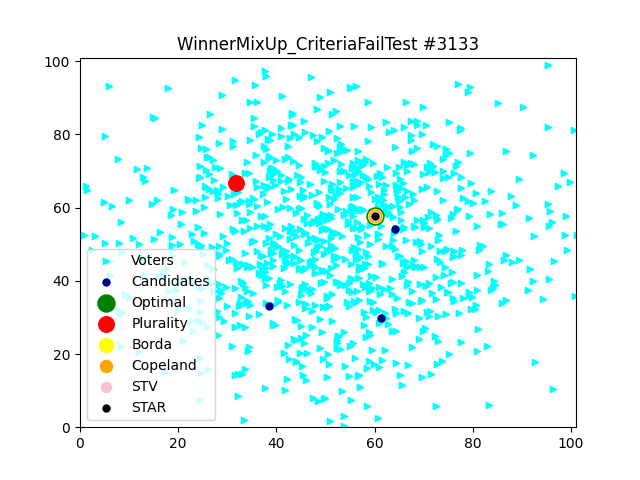 WinnerMixUp_CriteriaFailTest #3133
100
80
60
40
20
0
Voters
Candidates
Optimal
Plurality
Borda
Copeland
STV
STAR
0 20 40 60 80 100